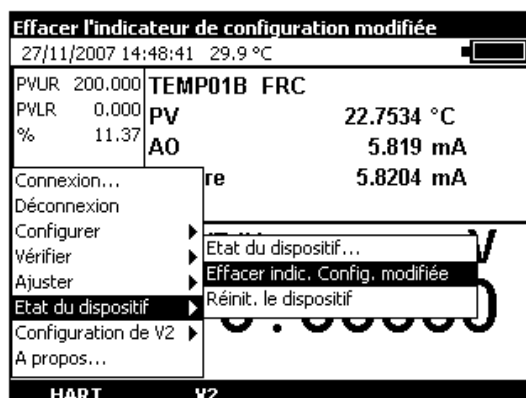 Effacer l'indicateur de configuration modifiée
27/11/2007 14:48:41 29.9 °C
PVUR 200.000
PVLR 0.000
% 11.37
TEMP01B FRC
PV 22.7534 °C
AO 5.819 mA
re 5.8204 mA
Connexion...
Déconnexion
Configurer
Vérifier
Ajuster
Etat du dispositif
Configuration de V2
A propos...
Etat du dispositif...
Effacer indic. Config. modifiée
Réinit. le dispositif
V
HART V2